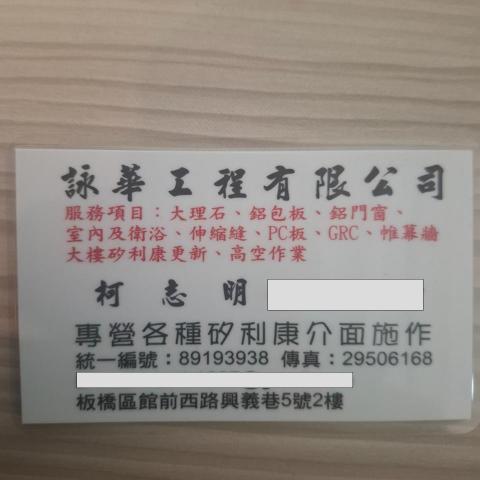 詠華工程有限公司
服務項目：大理石、鋁包板、鋁門窗、
室內及衛浴、伸縮縫、PC板、GRC、帷幕牆
大樓矽利康更新、高空作業
柯志明
專營各種矽利康介面施作
統一編號：89193938 傳真：29506168
板橋區館前西路興義巷5號2樓